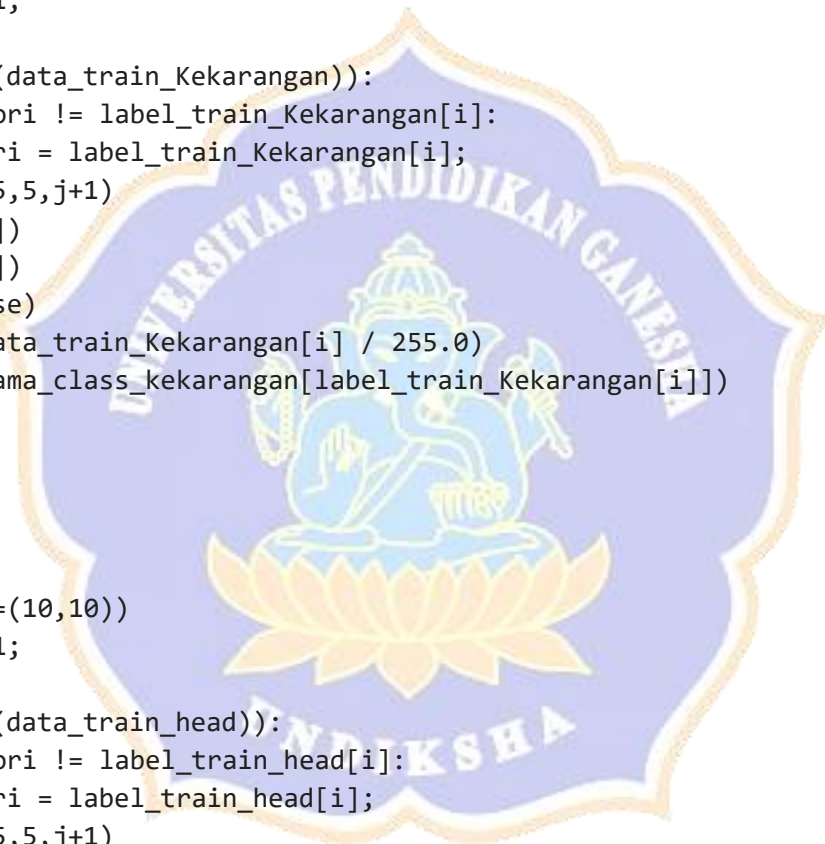 1;
(data_train_Kekarangan)):
ori != label_train_Kekarangan[i]:
ri = label_train_Kekarangan[i];
5,5,j+1)
])
])
se)
ata_train_Kekarangan[i] / 255.0)
ama_class_kekarangan[label_train_Kekarangan[i]])
UNIVERSITAS PENDIDIKAN GANESHA
=(10,10))
1;
(data_train_head)):
ori != label_train_head[i]:
ri = label_train_head[i];
5,5,j+1)
UNDIKSHA